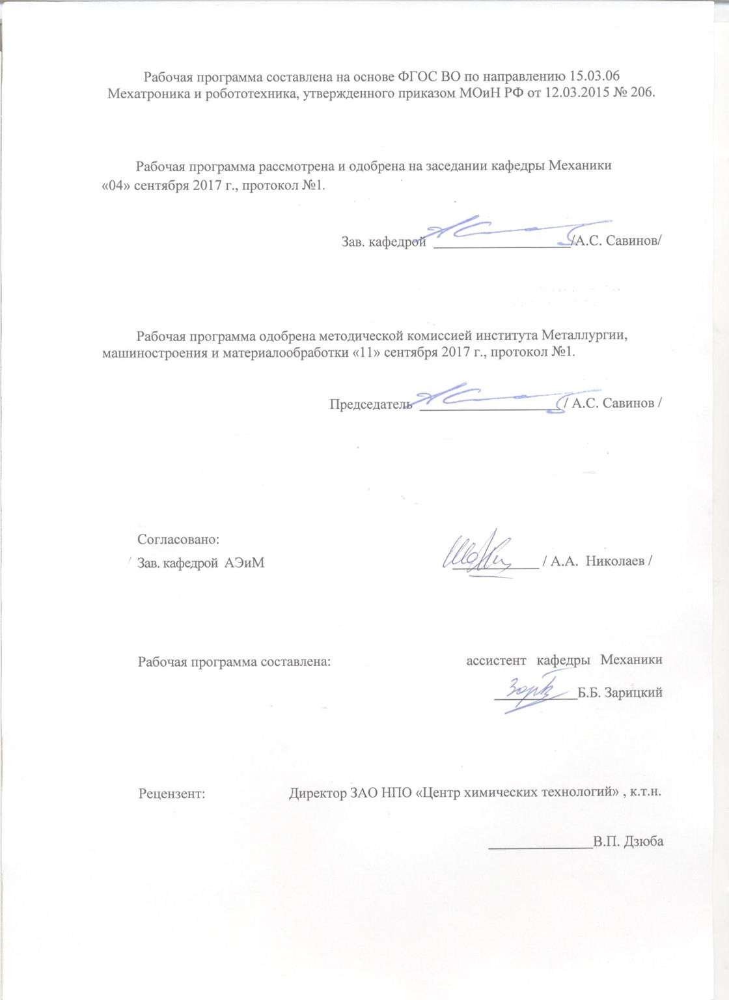 Рабочая программа составлена на основе ФГОС ВО по направлению 15.03.06
Мехатроника и робототехника, утвержденного приказом МОиН РФ от 12.03.2015 № 206.
Рабочая программа рассмотрена и одобрена на заседании кафедры Механики
«04» сентября 2017 г., протокол №1.
Зав. кафедрой ___________________/А.С. Савинов/
Рабочая программа одобрена методической комиссией института Металлургии,
машиностроения и материалообработки «11» сентября 2017 г., протокол №1.
Председатель ___________________ / А.С. Савинов /
Согласовано:
Зав. кафедрой АЭиМ ____________ / А.А. Николаев /
Рабочая программа составлена: ассистент кафедры Механики
____________Б.Б. Зарицкий
Рецензент: Директор ЗАО НПО «Центр химических технологий» , к.т.н.
_______________В.П. Дзюба